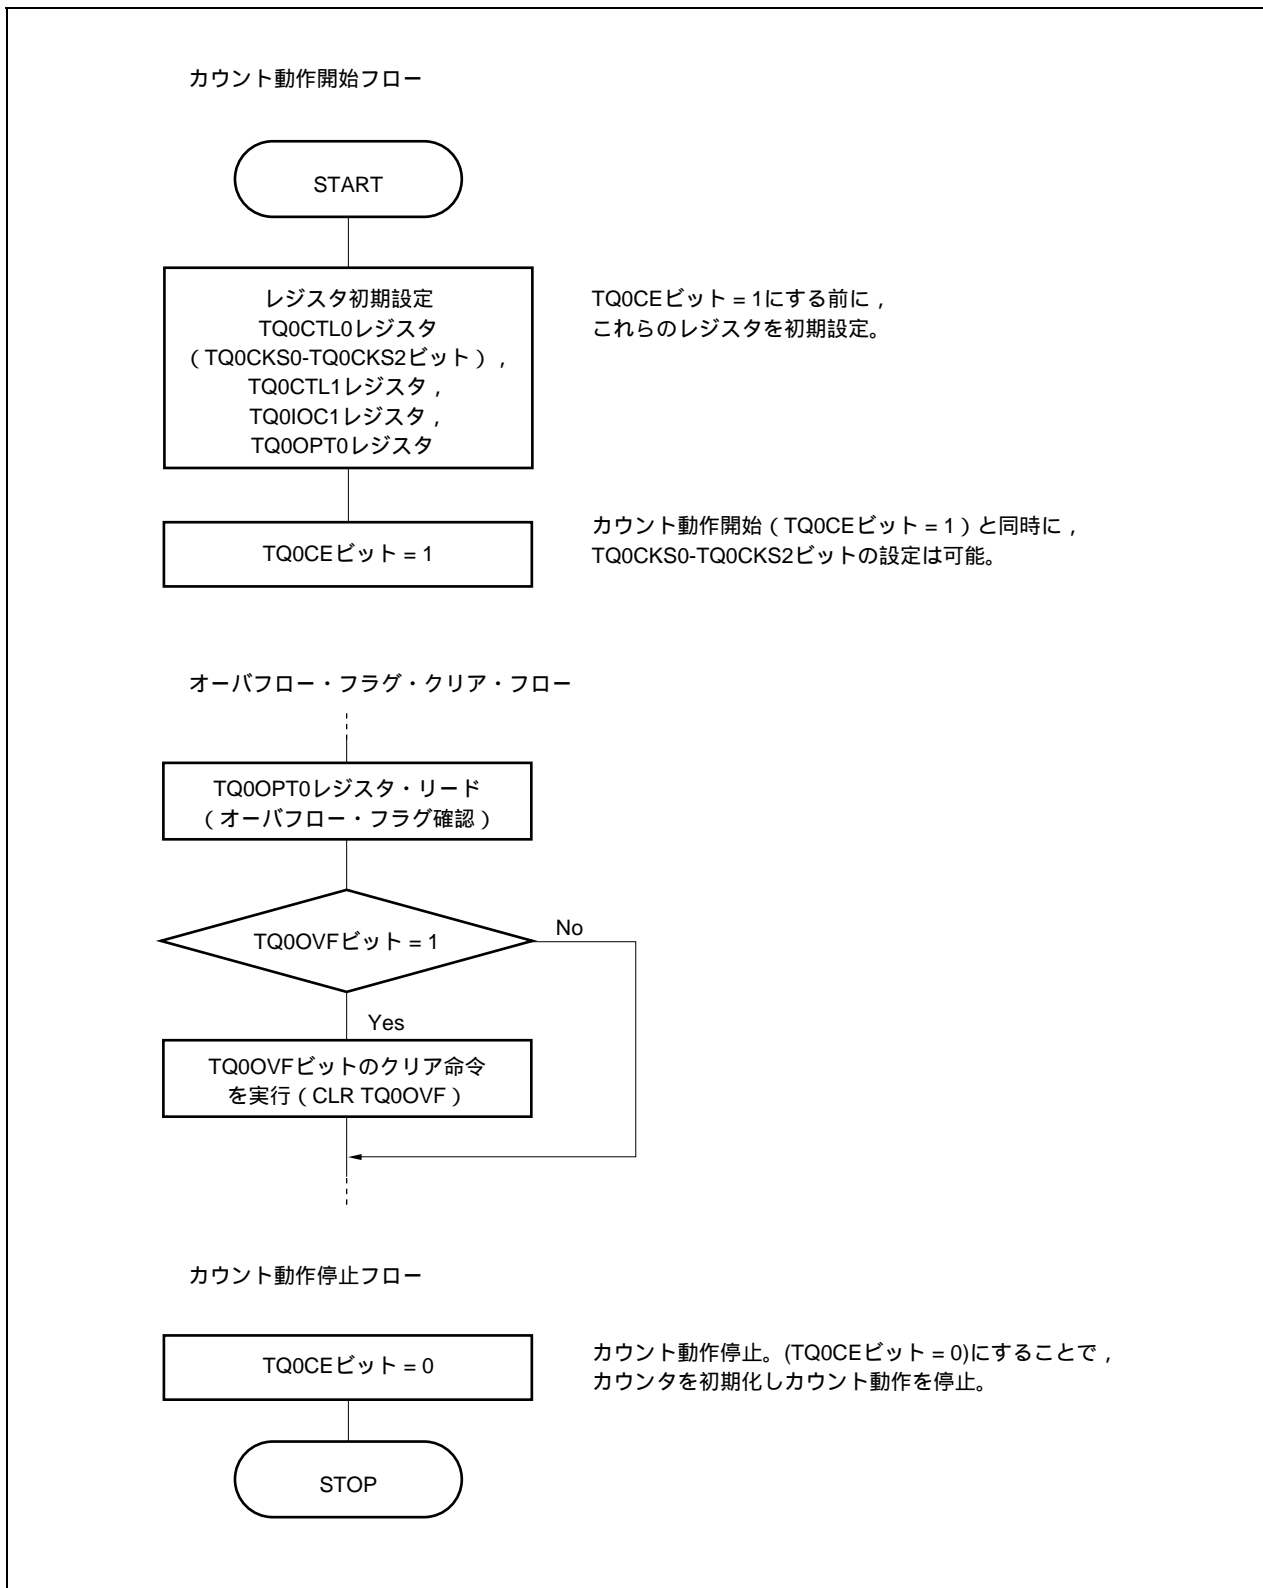 カウント動作開始フロー
START
レジスタ初期設定
TQ0CTL0レジスタ
（TQ0CKS0-TQ0CKS2ビット），
TQ0CTL1レジスタ，
TQ0IOC1レジスタ，
TQ0OPT0レジスタ
TQ0CEビット = 1にする前に，
これらのレジスタを初期設定。
TQ0CEビット = 1
カウント動作開始（TQ0CEビット = 1）と同時に，
TQ0CKS0-TQ0CKS2ビットの設定は可能。
オーバフロー・フラグ・クリア・フロー
TQ0OPT0レジスタ・リード
（オーバフロー・フラグ確認）
TQ0OVFビット = 1
No
Yes
TQ0OVFビットのクリア命令
を実行（CLR TQ0OVF）
カウント動作停止フロー
TQ0CEビット = 0
カウント動作停止。(TQ0CEビット = 0)にすることで，
カウンタを初期化しカウント動作を停止。
STOP